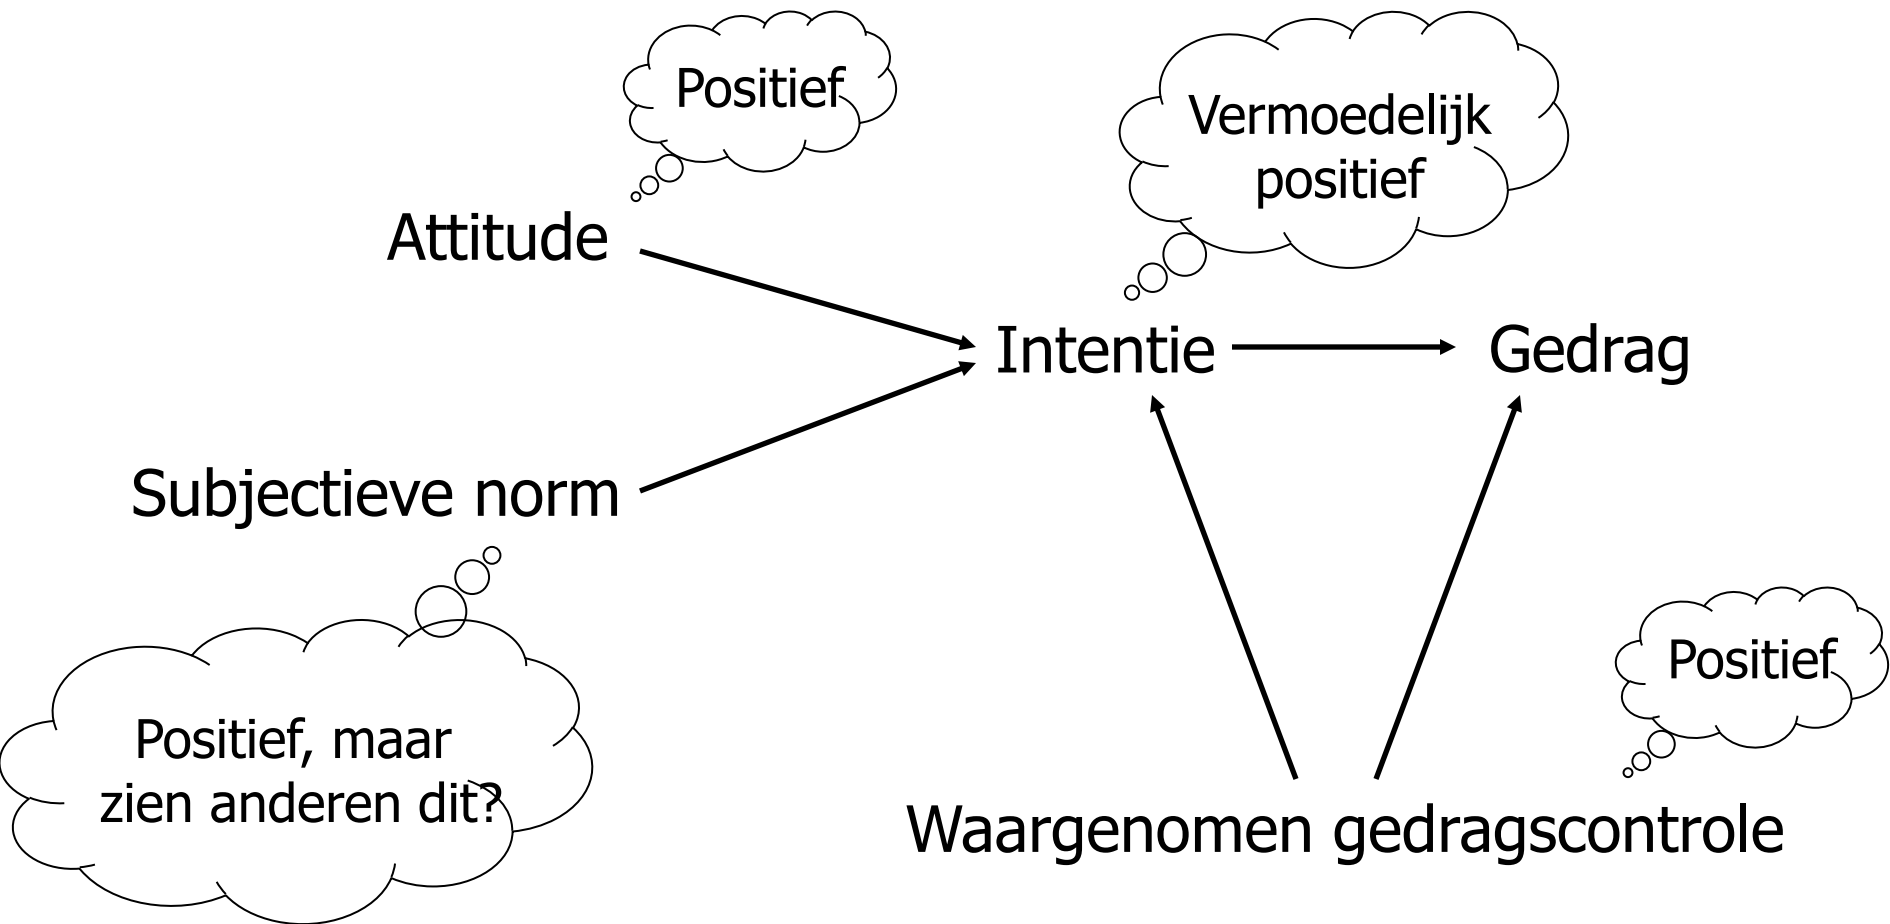 Positief
Vermoedelijk
positief
Attitude
Intentie
Gedrag
Subjectieve norm
Positief, maar
zien anderen dit?
Positief
Waargenomen gedragscontrole